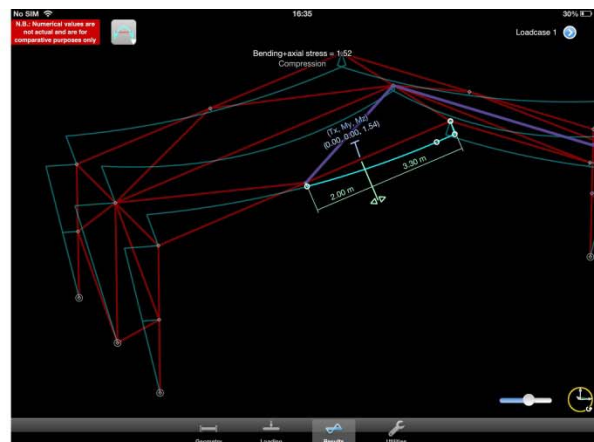 No SIM 16:35 30%
N.B.: Numerical values are
not actual and are for
comparative purposes only
Loadcase 1
Bending+axial stress = 1.52
Compression
(Tx, My, Mz)
(0.00, 0.00, 1.54)
2.00 m 3.30 m
Geometry Loading Results Utilities